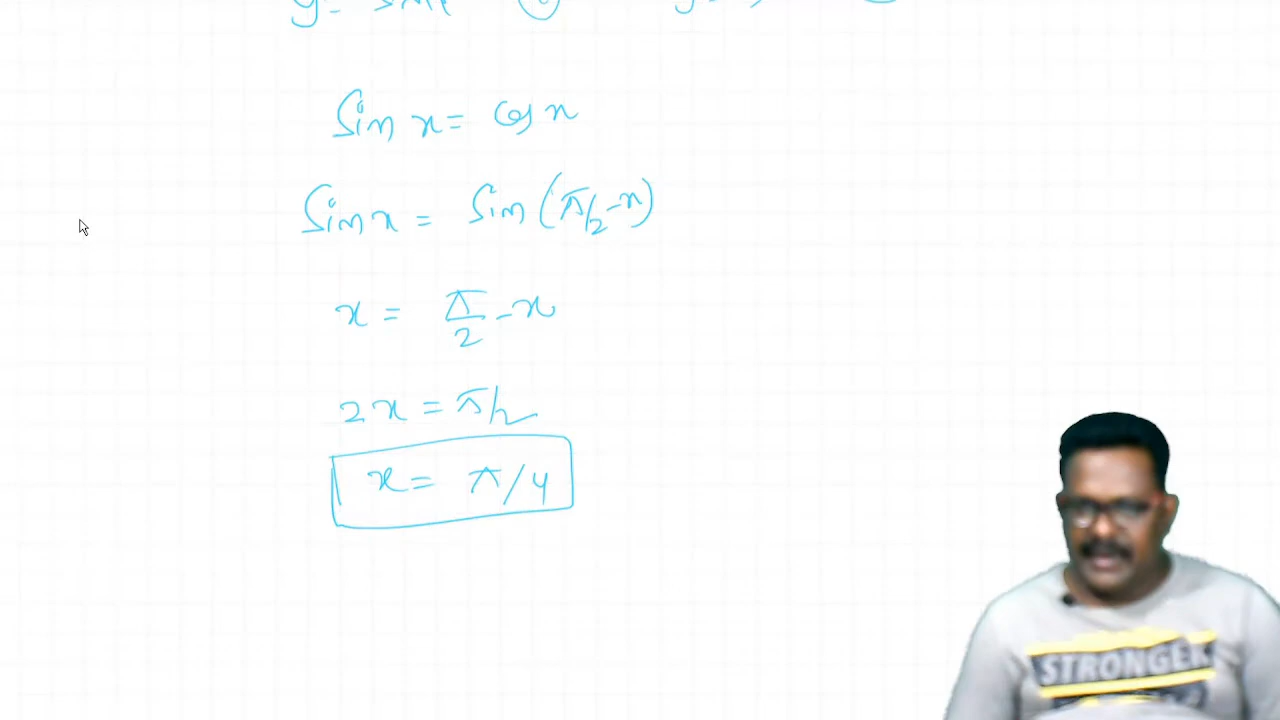 Sin x = cos x
Sin x = Sin (π/2 - x)
x = π/2 - x
2x = π/2
x = π/4
STRONGER